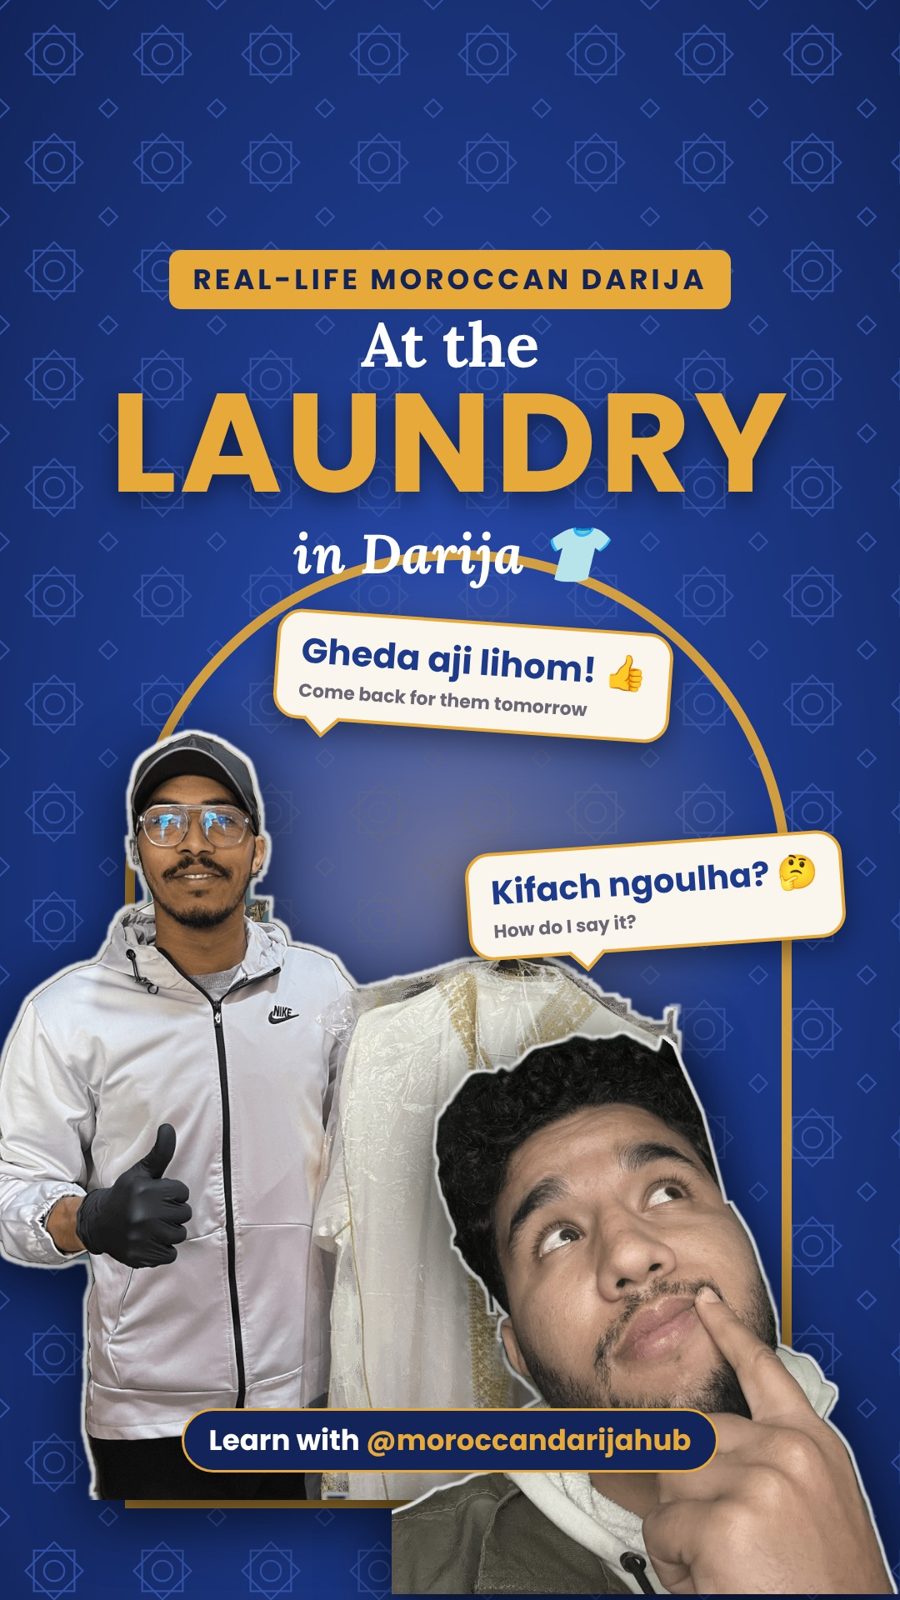 REAL-LIFE MOROCCAN DARIJA
At the
LAUNDRY
in Darija
Gheda aji lihom! 👍
Come back for them tomorrow
Kifach ngoulha? 🤔
How do I say it?
NIKE
Learn with @moroccandarijahub